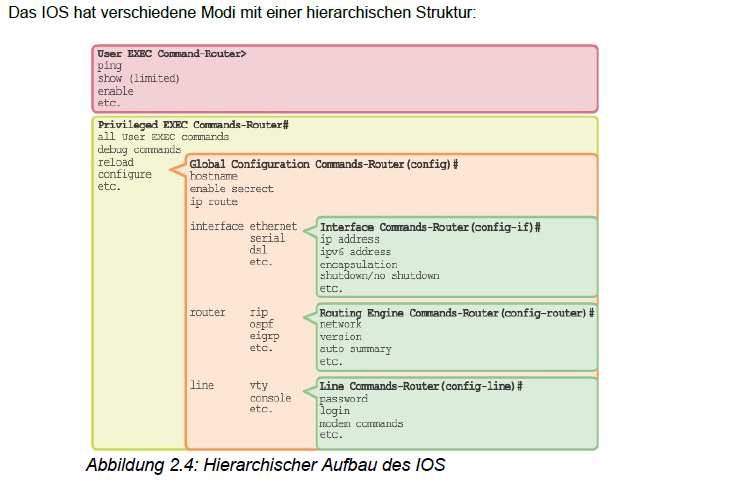 Das IOS hat verschiedene Modi mit einer hierarchischen Struktur:
User EXEC Command-Router>
ping
show (limited)
enable
etc.
Privileged EXEC Commands-Router#
all User EXEC commands
debug commands
reload
configure
etc.
Global Configuration Commands-Router(config)#
hostname
enable secrect
ip route
interface ethernet
serial
dsl
etc.
Interface Commands-Router(config-if)#
ip address
ipv6 address
encapsulation
shutdown/no shutdown
etc.
router rip
ospf
eigrp
etc.
Routing Engine Commands-Router(config-router)#
network
version
auto summary
etc.
line vty
console
etc.
Line Commands-Router(config-line)#
password
login
modem commands
etc.
Abbildung 2.4: Hierarchischer Aufbau des IOS